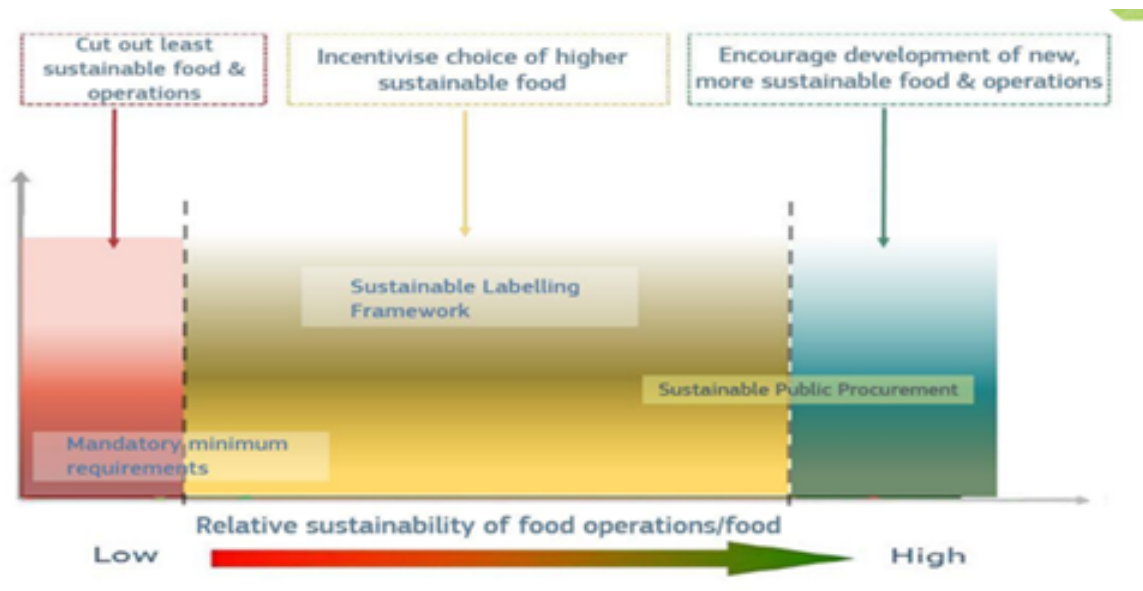 Cut out least
sustainable food &
operations
Incentivise choice of higher
sustainable food
Encourage development of new,
more sustainable food & operations
Sustainable Labelling
Framework
Sustainable Public Procurement
Mandatory minimum
requirements
Relative sustainability of food operations/food
Low
High